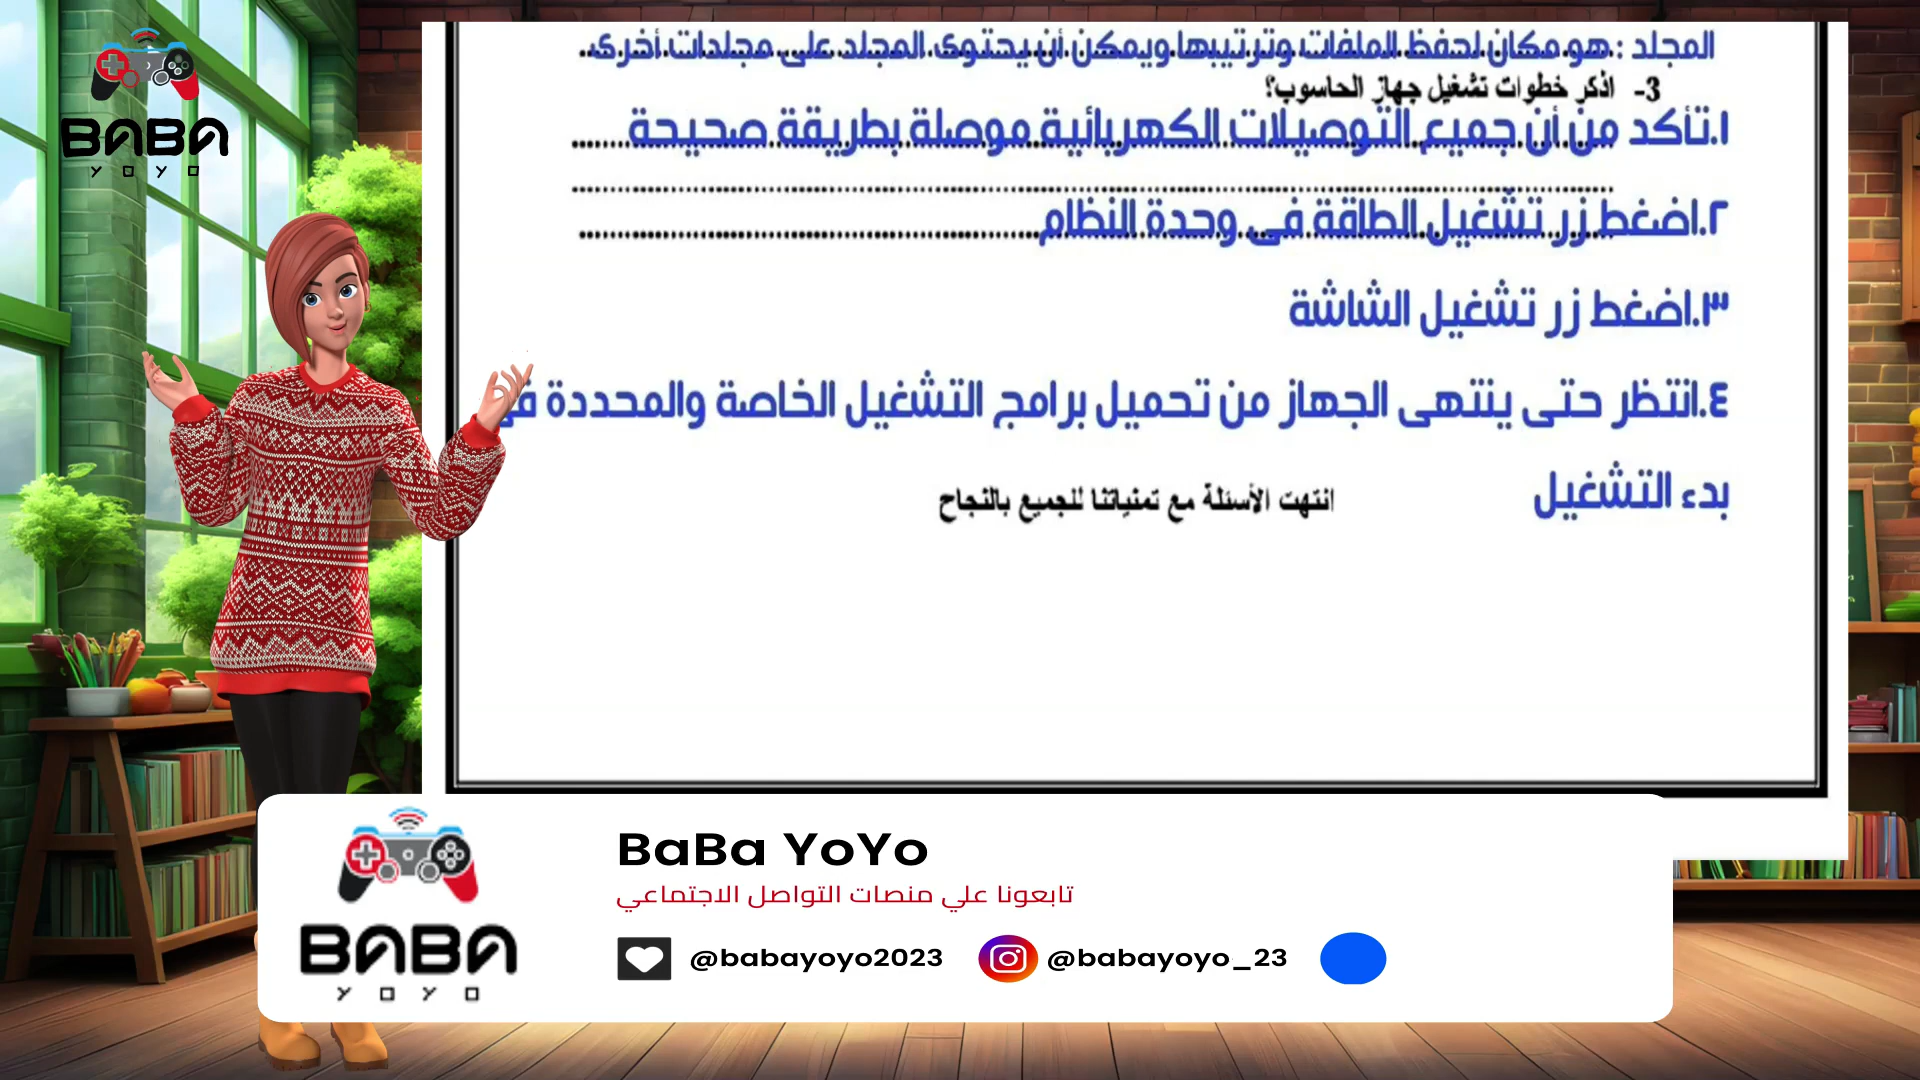 BABA
YOYO
المجلد : هو مكان لحفظ الملفات وترتيبها ويمكن أن يحتوى المجلد على مجلدات أخرى
3- اذكر خطوات تشغيل جهاز الحاسوب؟
١.تأكد من أن جميع التوصيلات الكهربائية موصلة بطريقة صحيحة
٢.اضغط زر تشغيل الطاقة فى وحدة النظام
٣.اضغط زر تشغيل الشاشة
٤.انتظر حتى ينتهى الجهاز من تحميل برامج التشغيل الخاصة والمحددة فى
بدء التشغيل
انتهت الأسئلة مع تمنياتنا للجميع بالنجاح
BABA
YOYO
BaBa YoYo
تابعونا علي منصات التواصل الاجتماعي
@babayoyo2023 @babayoyo_23